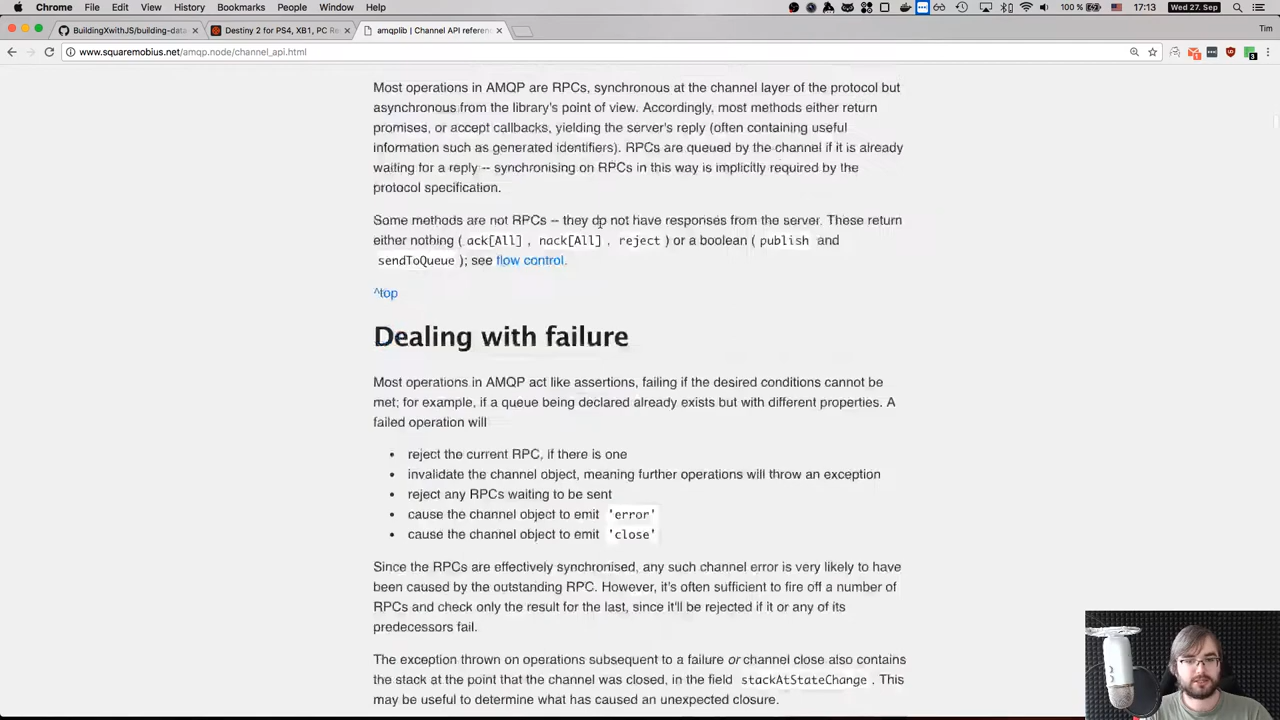 Chrome File Edit View History Bookmarks People Window Help 100 % 17:13 Wed 27. Sep
BuildingXwithJS/building-data Destiny 2 for PS4, XB1, PC Re amqplib | Channel API referen Tim
www.squaremobius.net/amqp.node/channel_api.html
Most operations in AMQP are RPCs, synchronous at the channel layer of the protocol but
asynchronous from the library's point of view. Accordingly, most methods either return
promises, or accept callbacks, yielding the server's reply (often containing useful
information such as generated identifiers). RPCs are queued by the channel if it is already
waiting for a reply -- synchronising on RPCs in this way is implicitly required by the
protocol specification.
Some methods are not RPCs -- they do not have responses from the server. These return
either nothing ( ack[All] , nack[All] , reject ) or a boolean ( publish and
sendToQueue ); see flow control.
^top
Dealing with failure
Most operations in AMQP act like assertions, failing if the desired conditions cannot be
met; for example, if a queue being declared already exists but with different properties. A
failed operation will
• reject the current RPC, if there is one
• invalidate the channel object, meaning further operations will throw an exception
• reject any RPCs waiting to be sent
• cause the channel object to emit 'error'
• cause the channel object to emit 'close'
Since the RPCs are effectively synchronised, any such channel error is very likely to have
been caused by the outstanding RPC. However, it's often sufficient to fire off a number of
RPCs and check only the result for the last, since it'll be rejected if it or any of its
predecessors fail.
The exception thrown on operations subsequent to a failure or channel close also contains
the stack at the point that the channel was closed, in the field stackAtStateChange . This
may be useful to determine what has caused an unexpected closure.